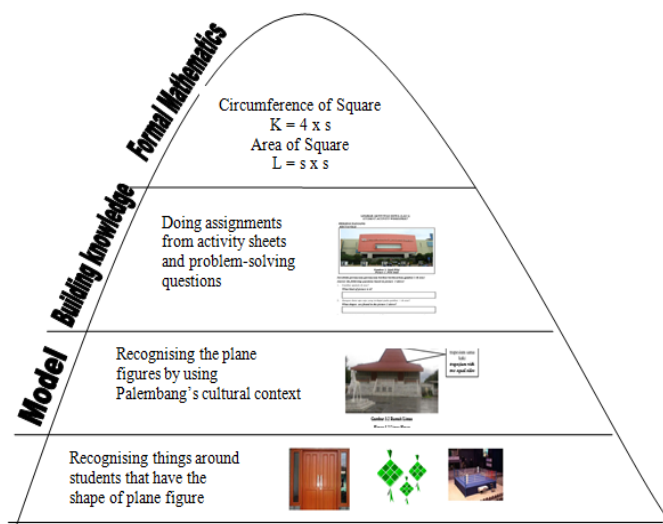 Formal Mathematics
Circumference of Square
K = 4 x s
Area of Square
L = s x s
Building knowledge
Doing assignments
from activity sheets
and problem-solving
questions
Model
Recognising the plane
figures by using
Palembang's cultural context
Recognising things around
students that have the
shape of plane figure